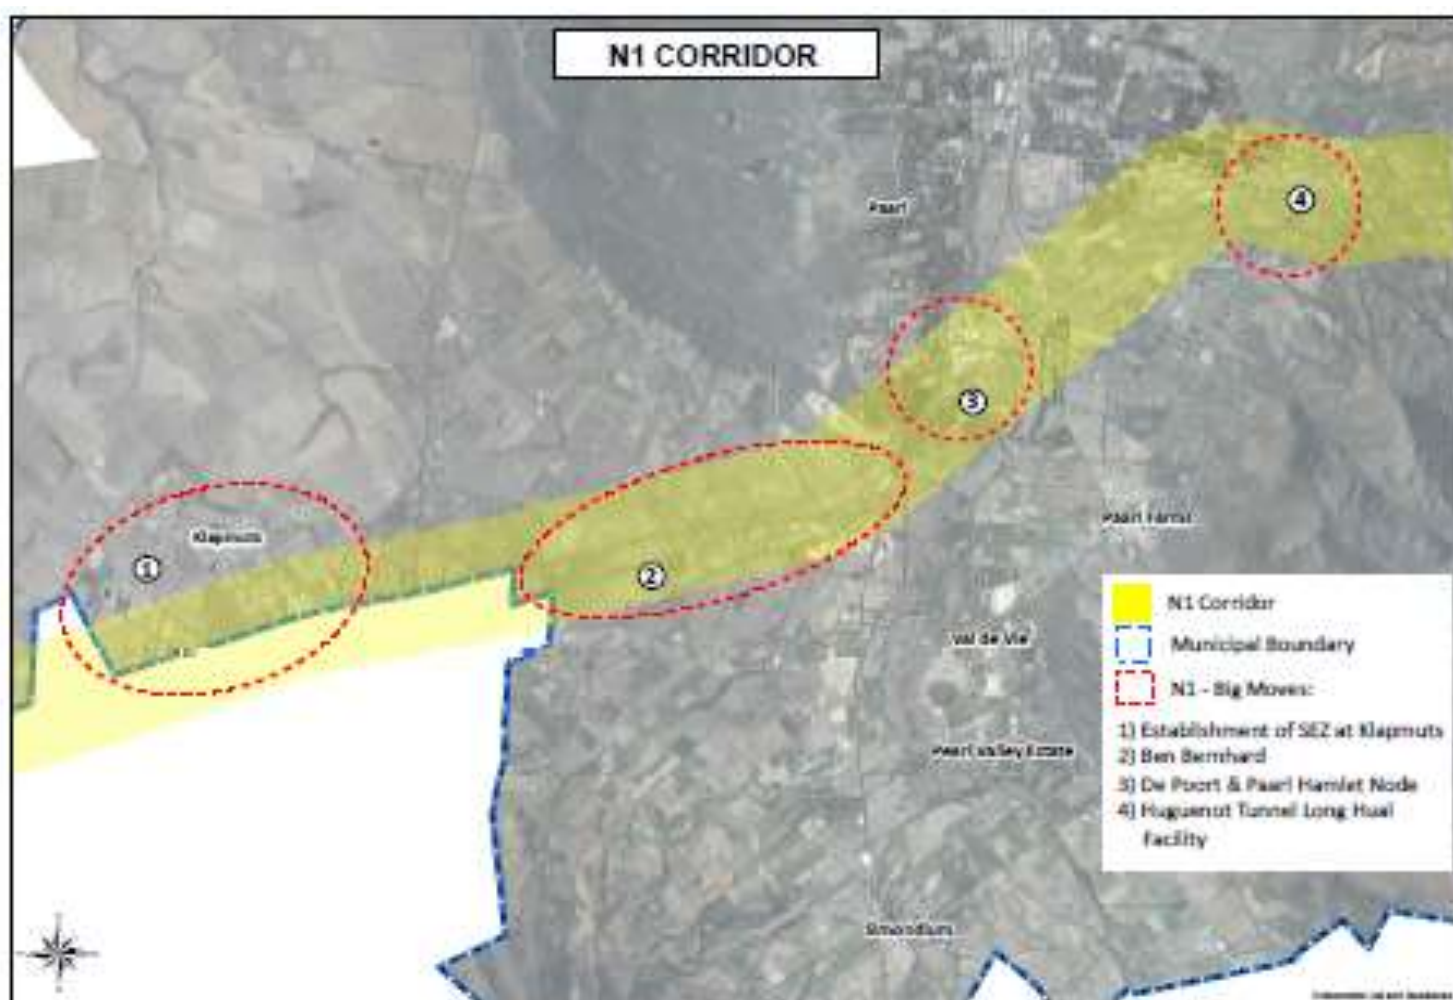 N1 CORRIDOR
Paarl
4
3
Klapmuts
1
2
Paarl Farms
Val de Vie
Pearl Valley Estate
Simondium
N1 Corridor
Municipal Boundary
N1 - Big Moves:
1) Establishment of SEZ at Klapmuts
2) Ben Bernhard
3) De Poort & Paarl Hamlet Node
4) Huguenot Tunnel Long Hual
Facility